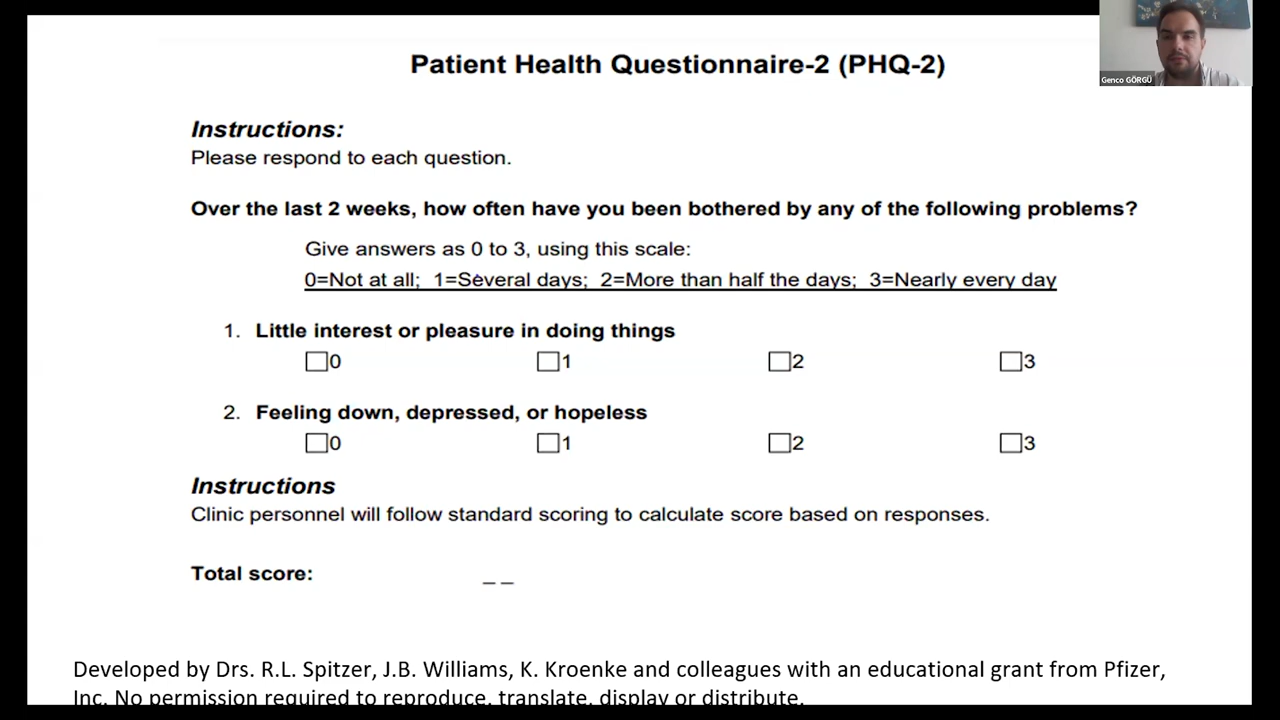 Patient Health Questionnaire-2 (PHQ-2)
Genco GÖRGÜ
Instructions:
Please respond to each question.
Over the last 2 weeks, how often have you been bothered by any of the following problems?
Give answers as 0 to 3, using this scale:
0=Not at all; 1=Several days; 2=More than half the days; 3=Nearly every day
1. Little interest or pleasure in doing things
0 1 2 3
2. Feeling down, depressed, or hopeless
0 1 2 3
Instructions
Clinic personnel will follow standard scoring to calculate score based on responses.
Total score: _ _
Developed by Drs. R.L. Spitzer, J.B. Williams, K. Kroenke and colleagues with an educational grant from Pfizer,
Inc. No permission required to reproduce, translate, display or distribute.